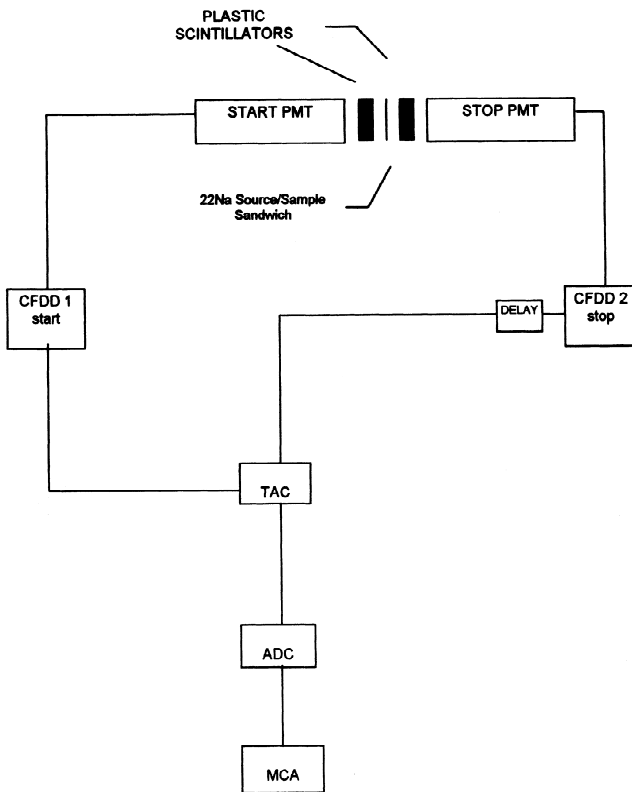 PLASTIC
SCINTILLATORS
START PMT
STOP PMT
22Na Source/Sample
Sandwich
CFDD 1
start
DELAY
CFDD 2
stop
TAC
ADC
MCA